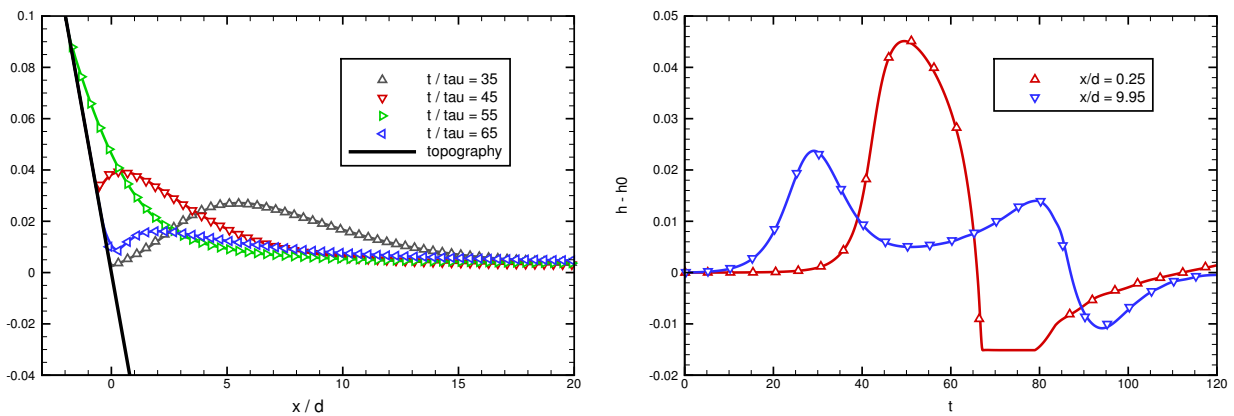 0.1
0.08
0.06
0.04
0.02
0
-0.02
-0.04
0
5
10
15
20
x / d
t / tau = 35
t / tau = 45
t / tau = 55
t / tau = 65
topography
0.05
0.04
0.03
0.02
0.01
0
-0.01
-0.02
h - h0
0
20
40
60
80
100
120
t
x/d = 0.25
x/d = 9.95